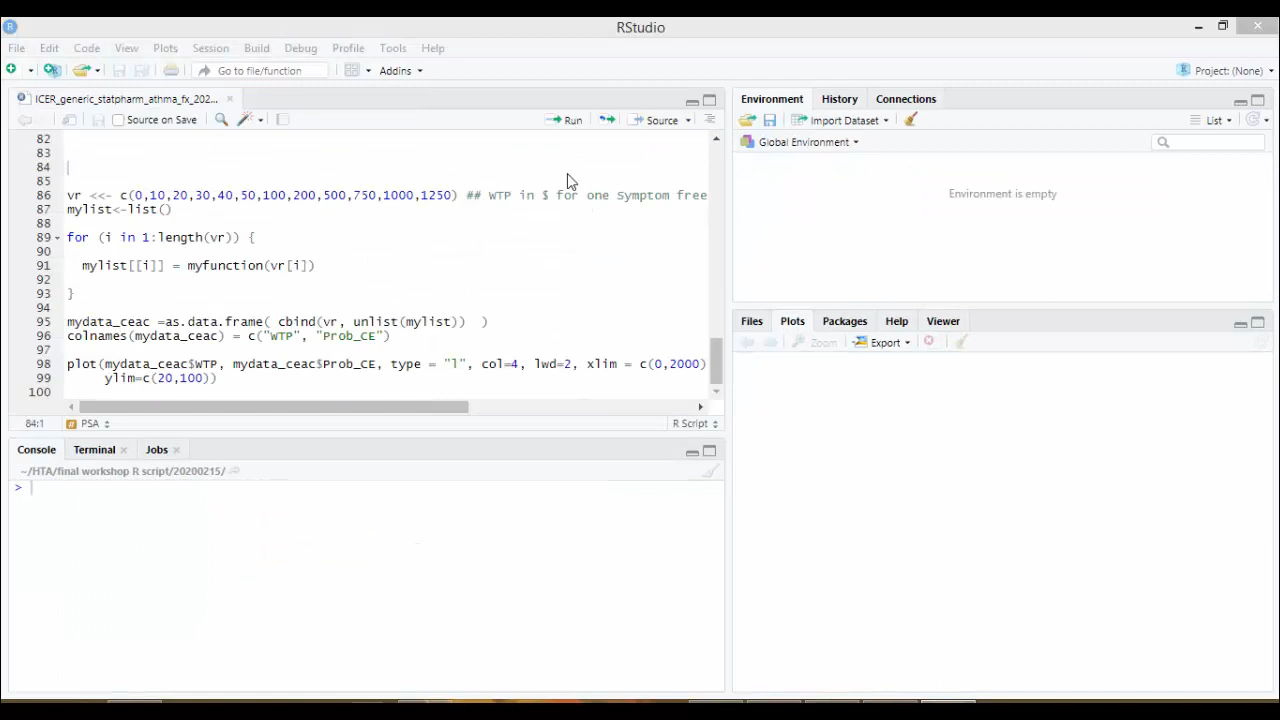 RStudio
File Edit Code View Plots Session Build Debug Profile Tools Help
Go to file/function Addins Project: (None)
ICER_generic_statpharm_athma_fx_202...
Source on Save Run Source
82
83
84
85
86 vr <<- c(0,10,20,30,40,50,100,200,500,750,1000,1250) ## WTP in $ for one Symptom free
87 mylist<-list()
88
89 for (i in 1:length(vr)) {
90
91 mylist[[i]] = myfunction(vr[i])
92
93 }
94
95 mydata_ceac =as.data.frame( cbind(vr, unlist(mylist)) )
96 colnames(mydata_ceac) = c("WTP", "Prob_CE")
97
98 plot(mydata_ceac$WTP, mydata_ceac$Prob_CE, type = "l", col=4, lwd=2, xlim = c(0,2000)
99 ylim=c(20,100))
100
84:1 PSA R Script
Console Terminal Jobs
~/HTA/final workshop R script/20200215/
>
Environment History Connections
Import Dataset List
Global Environment
Environment is empty
Files Plots Packages Help Viewer
Zoom Export